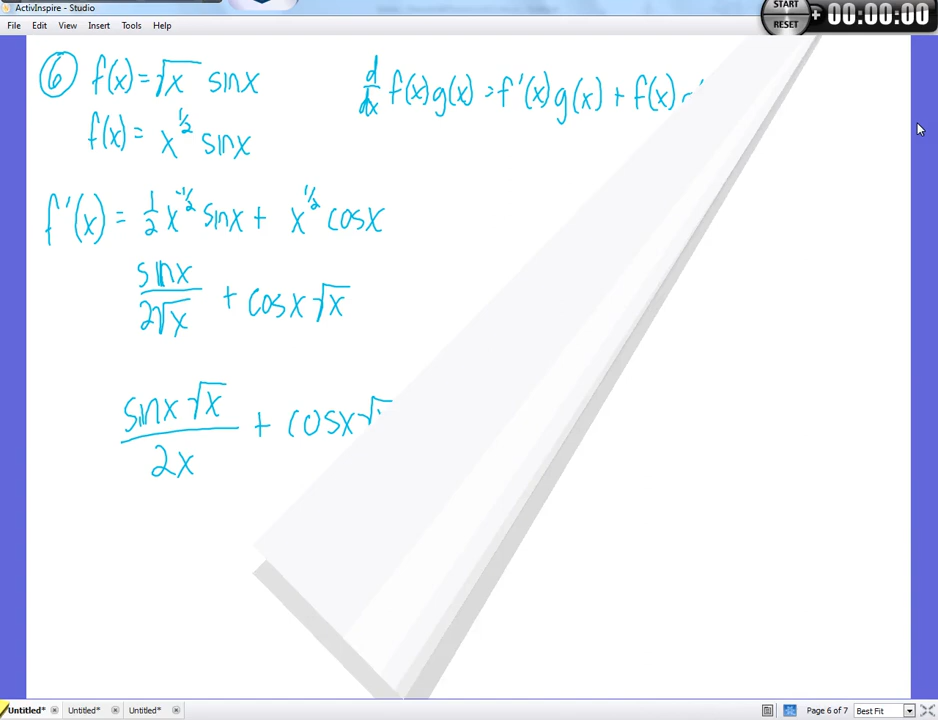 ActivInspire - Studio
START
RESET
+ 00:00:00
File Edit View Insert Tools Help
⑥ f(x) = √x sinx
d/dx f(x)g(x) = f'(x)g(x) + f(x)
f(x) = x^1/2 sinx
f'(x) = 1/2 x^-1/2 sinx + x^1/2 cosx
sinx / 2√x + cosx √x
sinx √x / 2x + cosx √
Untitled* Untitled* Untitled* Page 6 of 7 Best Fit